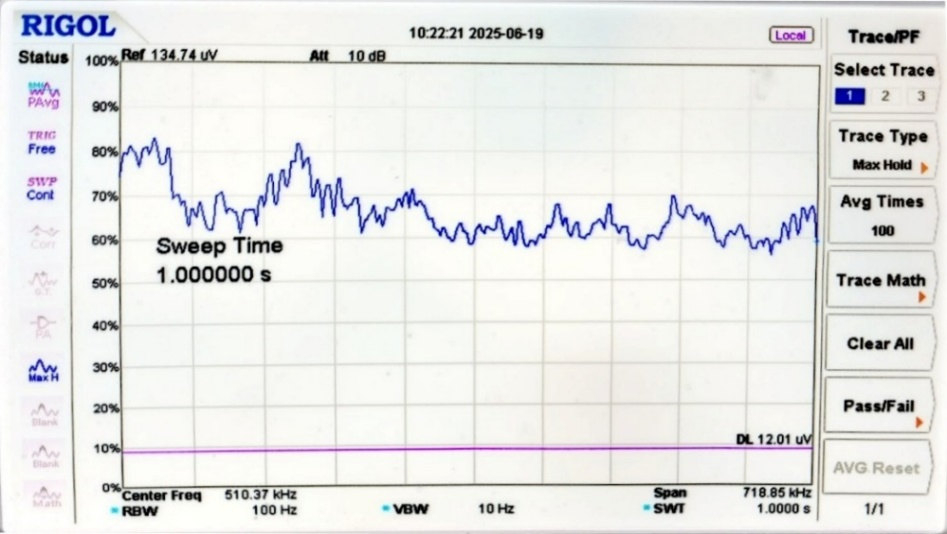 RIGOL
10:22:21 2025-06-19
Local
Status
Ref 134.74 uV
Att 10 dB
100%
90%
80%
70%
60%
50%
40%
30%
20%
10%
0%
PAvg
TRIG
Free
SWP
Cont
Corr
S.T.
PA
Max H
Blank
Blank
Math
Sweep Time
1.000000 s
DL 12.01 uV
Center Freq 510.37 kHz
Span 718.85 kHz
RBW 100 Hz
VBW 10 Hz
SWT 1.0000 s
Trace/PF
Select Trace
1 2 3
Trace Type
Max Hold
Avg Times
100
Trace Math
Clear All
Pass/Fail
AVG Reset
1/1